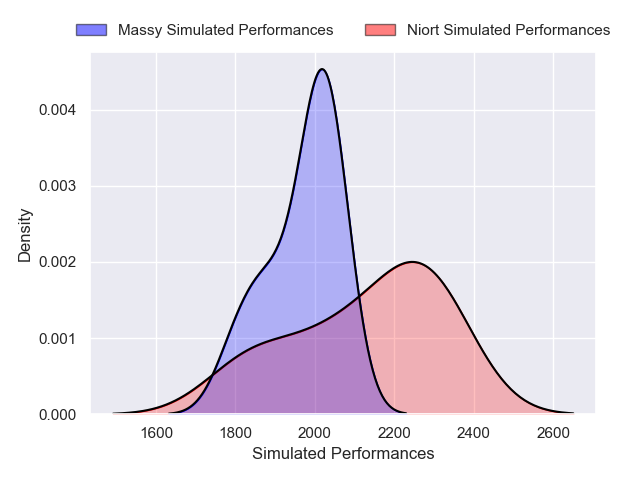 Massy Simulated Performances
Niort Simulated Performances
0.004
0.003
0.002
0.001
0.000
Density
1600
1800
2000
2200
2400
2600
Simulated Performances